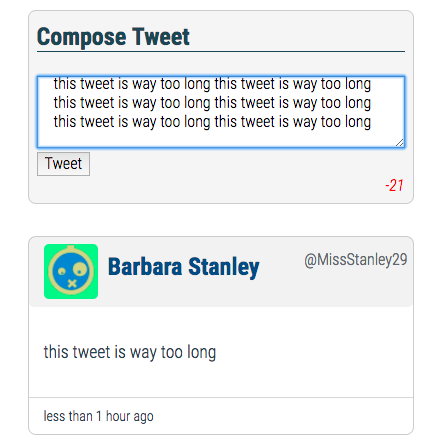 Compose Tweet
this tweet is way too long this tweet is way too long
this tweet is way too long this tweet is way too long
this tweet is way too long this tweet is way too long
Tweet
-21
Barbara Stanley
@MissStanley29
this tweet is way too long
less than 1 hour ago